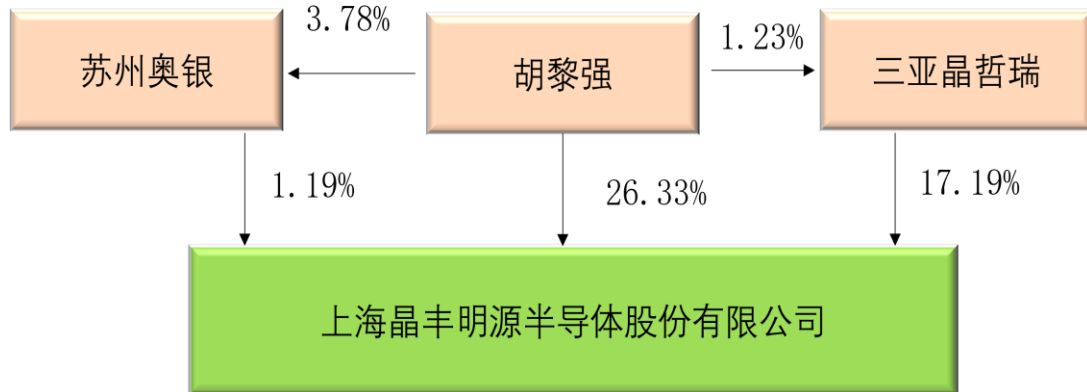 3.78%
1.23%
苏州奥银
胡黎强
三亚晶哲瑞
1.19%
26.33%
17.19%
上海晶丰明源半导体股份有限公司